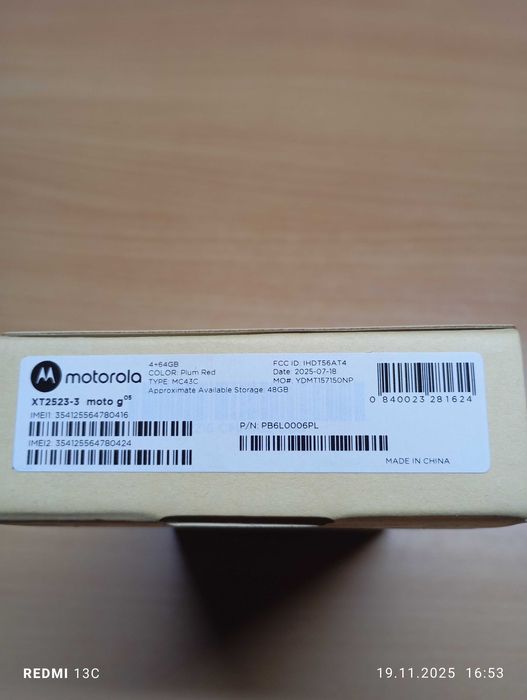 motorola
XT2523-3 moto g05
IMEI1: 354125564780416
IMEI2: 354125564780424
4+64GB
COLOR: Plum Red
TYPE: MC43C
Approximate Available Storage: 48GB
FCC ID: IHDT56AT4
Date: 2025-07-18
MO#: YDMT157150NP
P/N: PB6L0006PL
0 840023 281624
MADE IN CHINA
REDMI 13C
19.11.2025 16:53